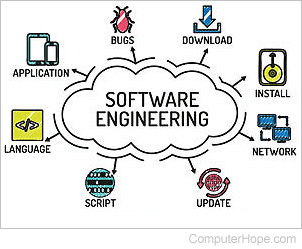 BUGS
DOWNLOAD
APPLICATION
INSTALL
SOFTWARE
ENGINEERING
LANGUAGE
NETWORK
SCRIPT
UPDATE
ComputerHope.com